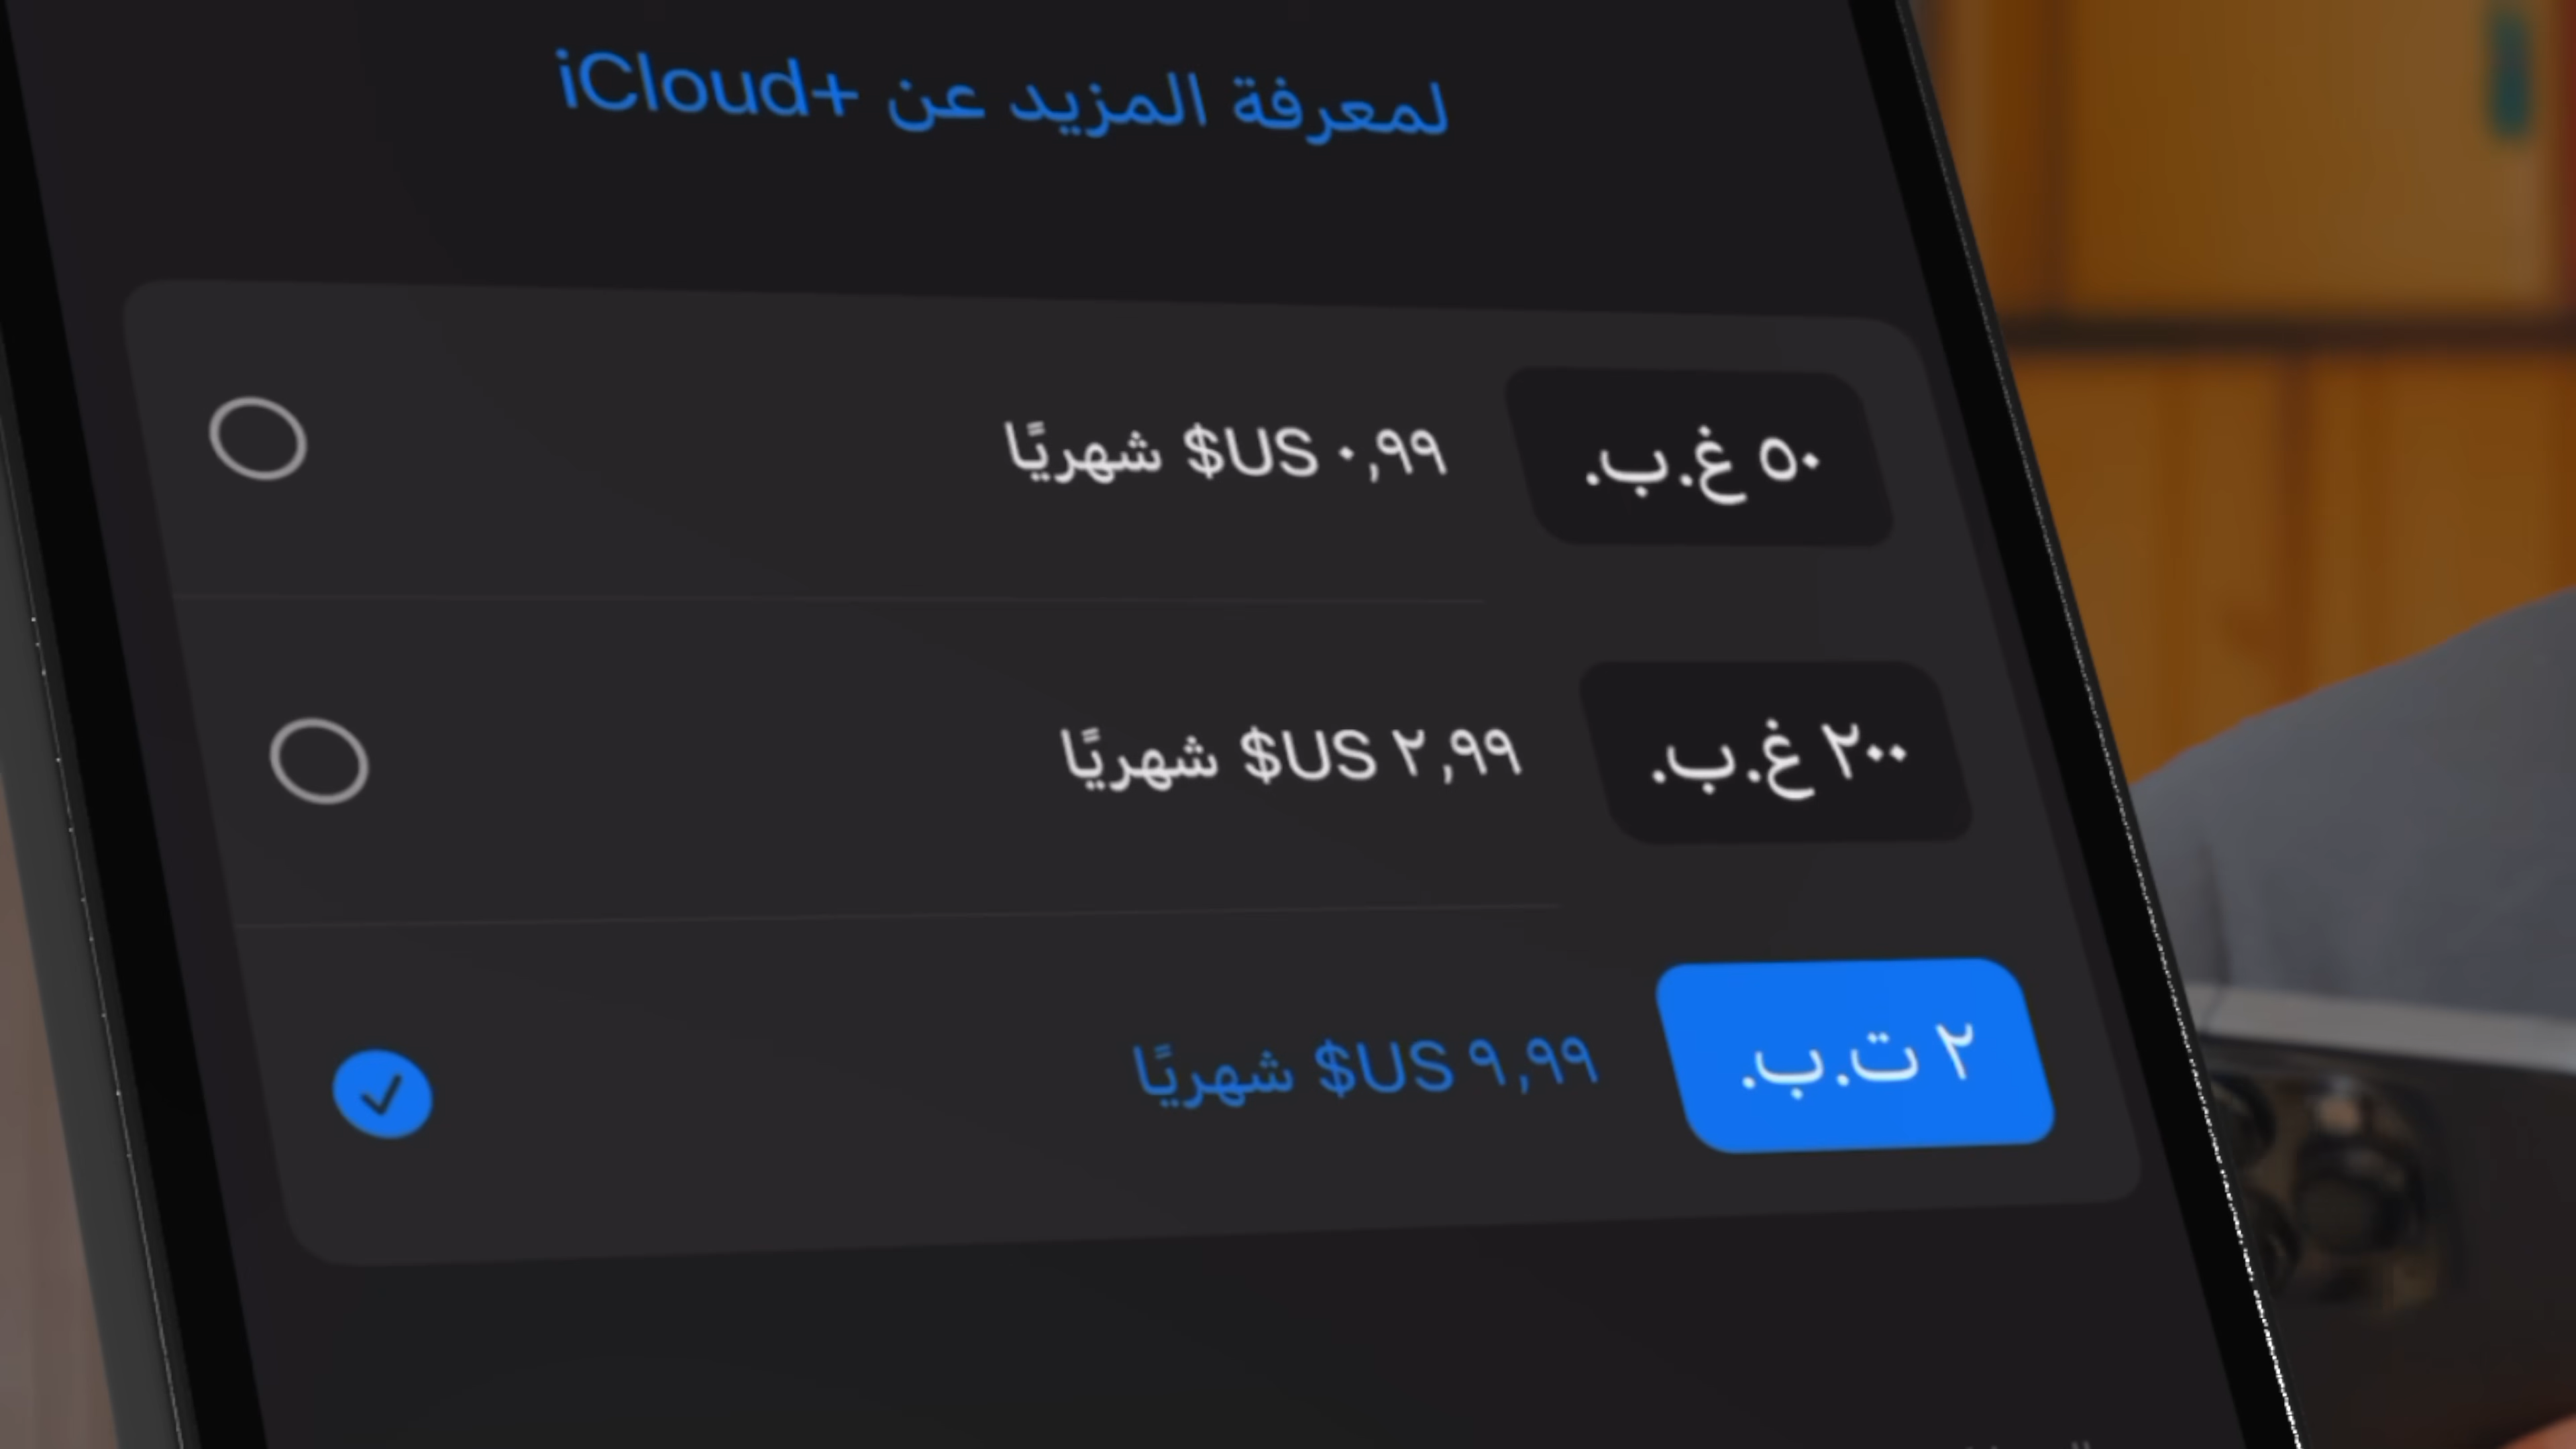 لمعرفة المزيد عن iCloud+
٥٠ غ.ب.
٠,٩٩ US$ شهريًا
٢٠٠ غ.ب.
٢,٩٩ US$ شهريًا
٢ ت.ب.
٩,٩٩ US$ شهريًا